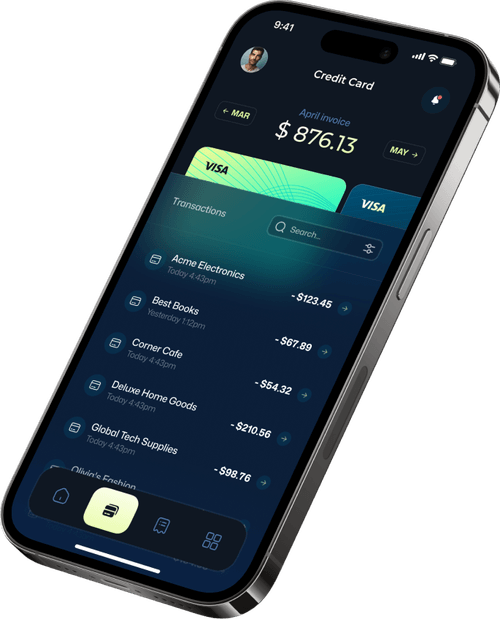 9:41
Credit Card
← MAR
April invoice
$ 876.13
MAY →
VISA
VISA
Transactions
Search..
Acme Electronics
Today 4:43pm
- $123.45
Best Books
Yesterday 1:12pm
- $67.89
Corner Cafe
Today 4:43pm
- $54.32
Deluxe Home Goods
Today 4:43pm
- $210.56
Global Tech Supplies
Today 4:43pm
- $98.76
Olivia's Fashion